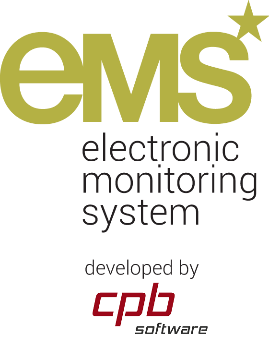 eMS
electronic
monitoring
system
developed by
cpb
software